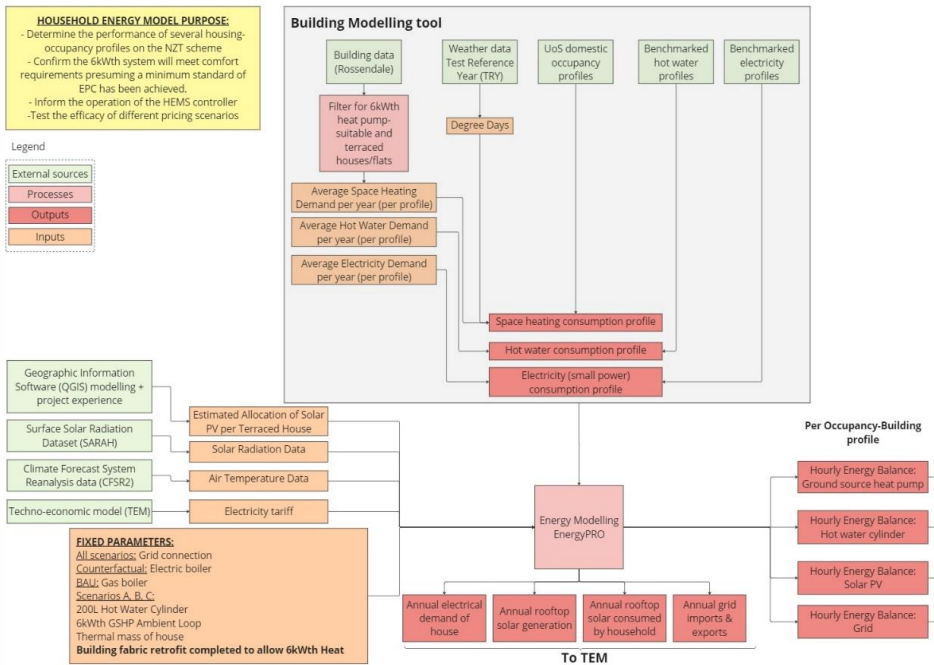 HOUSEHOLD ENERGY MODEL PURPOSE:
- Determine the performance of several housing-
occupancy profiles on the NZT scheme
- Confirm the 6kWth system will meet comfort
requirements presuming a minimum standard of
EPC has been achieved.
- Inform the operation of the HEMS controller
-Test the efficacy of different pricing scenarios
Legend
External sources
Processes
Outputs
Inputs
Building Modelling tool
Building data
(Rossendale)
Weather data
Test Reference
Year (TRY)
UoS domestic
occupancy
profiles
Benchmarked
hot water
profiles
Benchmarked
electricity
profiles
Filter for 6kWth
heat pump-
suitable and
terraced
houses/flats
Degree Days
Average Space Heating
Demand per year (per profile)
Average Hot Water Demand
per year (per profile)
Average Electricity Demand
per year (per profile)
Space heating consumption profile
Hot water consumption profile
Electricity (small power)
consumption profile
Geographic Information
Software (QGIS) modelling +
project experience
Surface Solar Radiation
Dataset (SARAH)
Climate Forecast System
Reanalysis data (CFSR2)
Techno-economic model (TEM)
Estimated Allocation of Solar
PV per Terraced House
Solar Radiation Data
Air Temperature Data
Electricity tariff
FIXED PARAMETERS:
All scenarios: Grid connection
Counterfactual: Electric boiler
BAU: Gas boiler
Scenarios A, B, C:
200L Hot Water Cylinder
6kWth GSHP Ambient Loop
Thermal mass of house
Building fabric retrofit completed to allow 6kWth Heat
Energy Modelling
EnergyPRO
Annual electrical
demand of
house
Annual rooftop
solar generation
Annual rooftop
solar consumed
by household
Annual grid
imports &
exports
To TEM
Per Occupancy-Building
profile
Hourly Energy Balance:
Ground source heat pump
Hourly Energy Balance:
Hot water cylinder
Hourly Energy Balance:
Solar PV
Hourly Energy Balance:
Grid